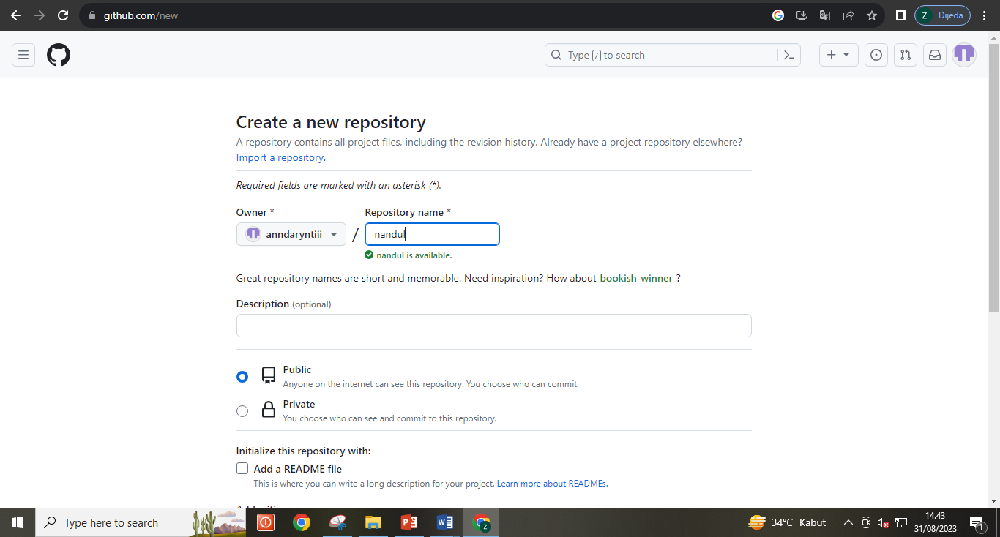 github.com/new
Z Dijeda
Type / to search
Create a new repository
A repository contains all project files, including the revision history. Already have a project repository elsewhere?
Import a repository.
Required fields are marked with an asterisk (*).
Owner * Repository name *
anndaryntiii / nandul
nandul is available.
Great repository names are short and memorable. Need inspiration? How about bookish-winner ?
Description (optional)
Public
Anyone on the internet can see this repository. You choose who can commit.
Private
You choose who can see and commit to this repository.
Initialize this repository with:
Add a README file
This is where you can write a long description for your project. Learn more about READMEs.
Type here to search
34°C Kabut
14.43
31/08/2023
1